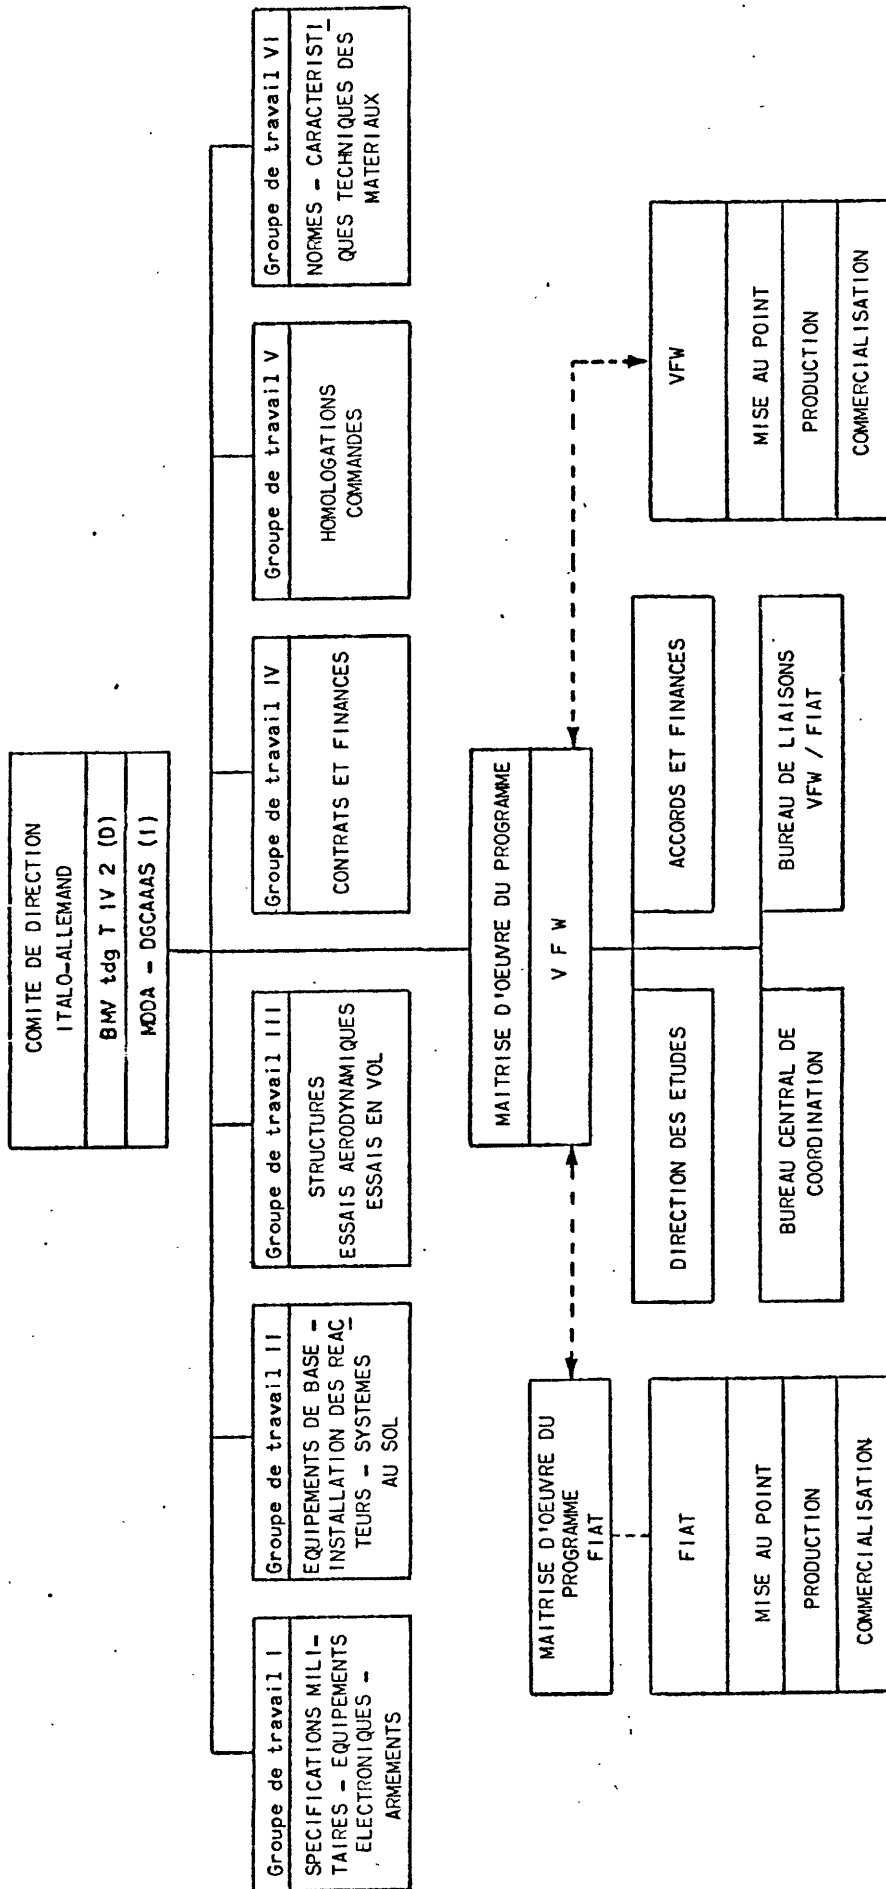 COMITE DE DIRECTION
ITALO-ALLEMAND
BMV tdg T IV 2 (D)
MDDA - DGCAAAS (I)
Groupe de travail I
SPECIFICATIONS MILI-
TAIRES - EQUIPEMENTS
ELECTRONIQUES -
ARMEMENTS
Groupe de travail II
EQUIPEMENTS DE BASE -
INSTALLATION DES REAC_
TEURS - SYSTEMES
AU SOL
Groupe de travail III
STRUCTURES
ESSAIS AERODYNAMIQUES
ESSAIS EN VOL
Groupe de travail IV
CONTRATS ET FINANCES
Groupe de travail V
HOMOLOGATIONS
COMMANDES
Groupe de travail VI
NORMES - CARACTERISTI_
QUES TECHNIQUES DES
MATERIAUX
MAITRISE D'OEUVRE DU PROGRAMME
V F W
MAITRISE D'OEUVRE DU
PROGRAMME
FIAT
FIAT
MISE AU POINT
PRODUCTION
COMMERCIALISATION
DIRECTION DES ETUDES
ACCORDS ET FINANCES
BUREAU CENTRAL DE
COORDINATION
BUREAU DE LIAISONS
VFW / FIAT
VFW
MISE AU POINT
PRODUCTION
COMMERCIALISATION